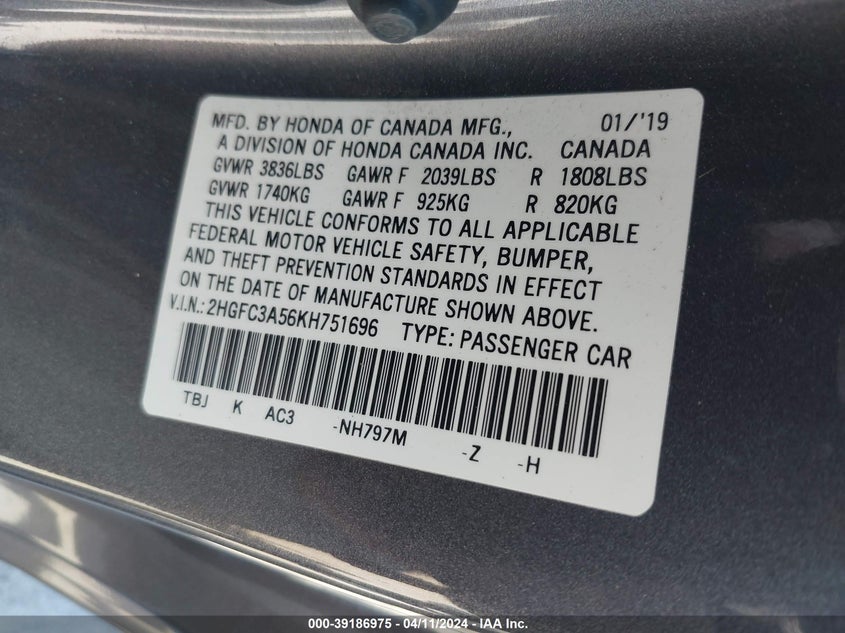 MFD. BY HONDA OF CANADA MFG., 01/'19
A DIVISION OF HONDA CANADA INC. CANADA
GVWR 3836LBS GAWR F 2039LBS R 1808LBS
GVWR 1740KG GAWR F 925KG R 820KG
THIS VEHICLE CONFORMS TO ALL APPLICABLE
FEDERAL MOTOR VEHICLE SAFETY, BUMPER,
AND THEFT PREVENTION STANDARDS IN EFFECT
ON THE DATE OF MANUFACTURE SHOWN ABOVE.
V.I.N.: 2HGFC3A56KH751696 TYPE: PASSENGER CAR
TBJ K AC3 -NH797M -Z -H
000-39186975 - 04/11/2024 - IAA Inc.